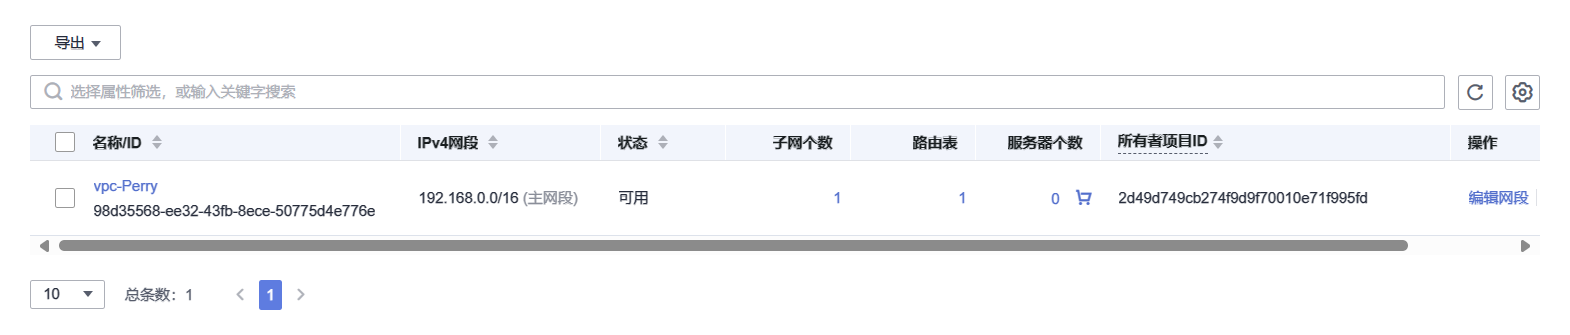 导出
选择属性筛选，或输入关键字搜索
名称/ID IPv4网段 状态 子网个数 路由表 服务器个数 所有者项目ID 操作
vpc-Perry
98d35568-ee32-43fb-8ece-50775d4e776e 192.168.0.0/16 (主网段) 可用 1 1 0 2d49d749cb274f9d9f70010e71f995fd 编辑网段
10 总条数：1 1